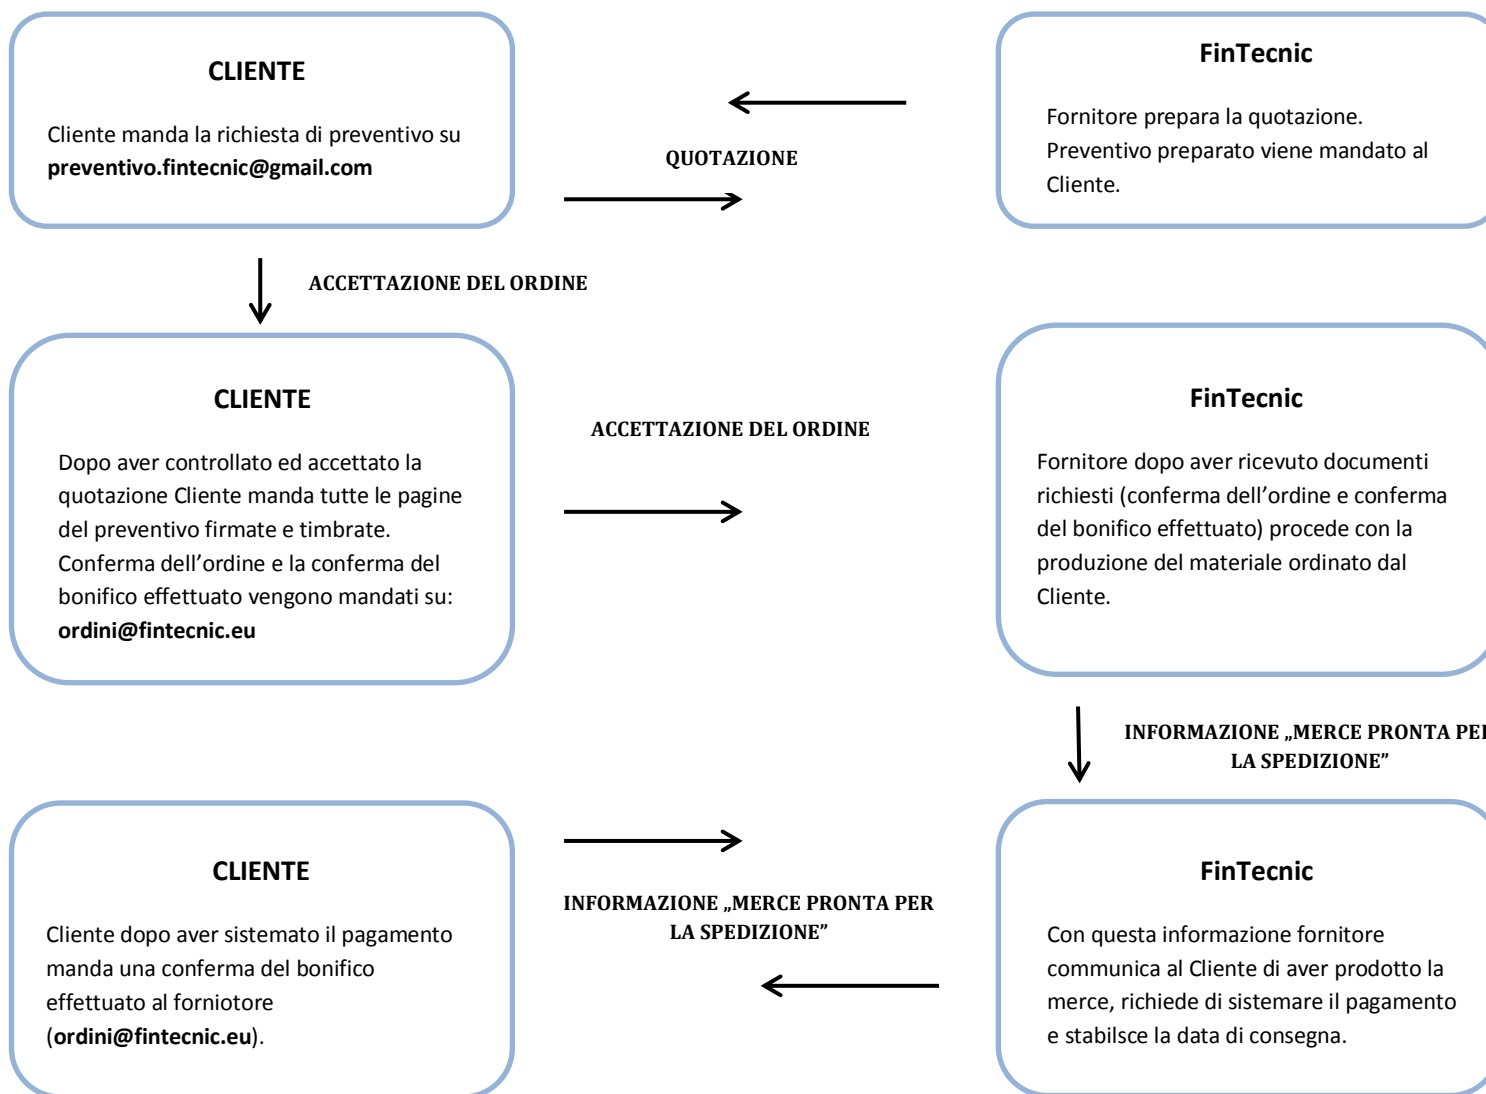 CLIENTE
Cliente manda la richiesta di preventivo su
preventivo.fintecnic@gmail.com
QUOTAZIONE
FinTecnic
Fornitore prepara la quotazione.
Preventivo preparato viene mandato al
Cliente.
ACCETTAZIONE DEL ORDINE
CLIENTE
Dopo aver controllato ed accettato la
quotazione Cliente manda tutte le pagine
del preventivo firmate e timbrate.
Conferma dell’ordine e la conferma del
bonifico effettuato vengono mandati su:
ordini@fintecnic.eu
ACCETTAZIONE DEL ORDINE
FinTecnic
Fornitore dopo aver ricevuto documenti
richiesti (conferma dell’ordine e conferma
del bonifico effettuato) procede con la
produzione del materiale ordinato dal
Cliente.
INFORMAZIONE „MERCE PRONTA PER
LA SPEDIZIONE”
CLIENTE
Cliente dopo aver sistemato il pagamento
manda una conferma del bonifico
effettuato al forniotore
(ordini@fintecnic.eu).
INFORMAZIONE „MERCE PRONTA PER
LA SPEDIZIONE”
FinTecnic
Con questa informazione fornitore
communica al Cliente di aver prodotto la
merce, richiede di sistemare il pagamento
e stabilsce la data di consegna.